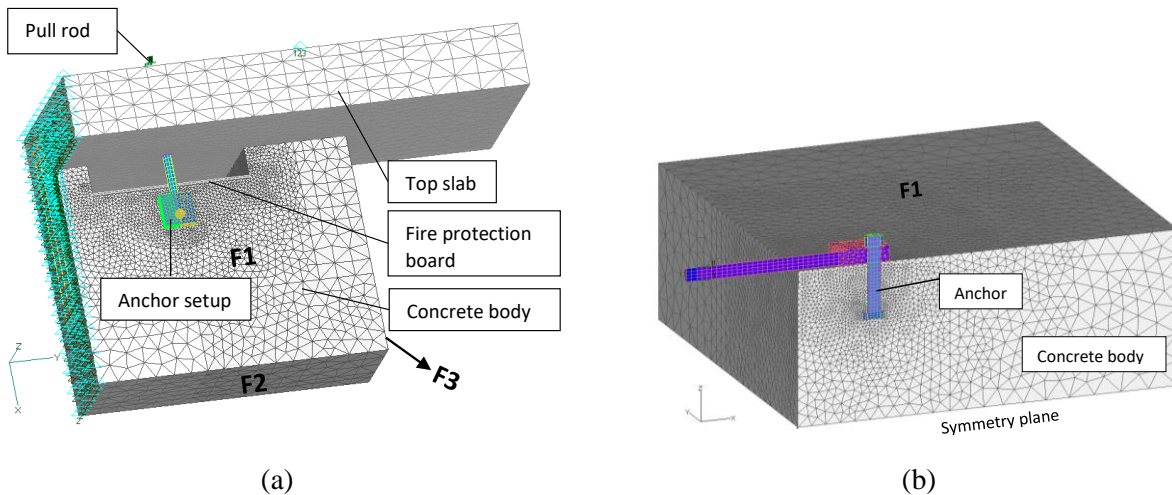 Pull rod
123
Top slab
Fire protection
board
F1
Anchor setup
Concrete body
F2
F3
Z
Y
X
Z
(a)
F1
Anchor
Concrete body
Z
Y
X
Symmetry plane
(b)